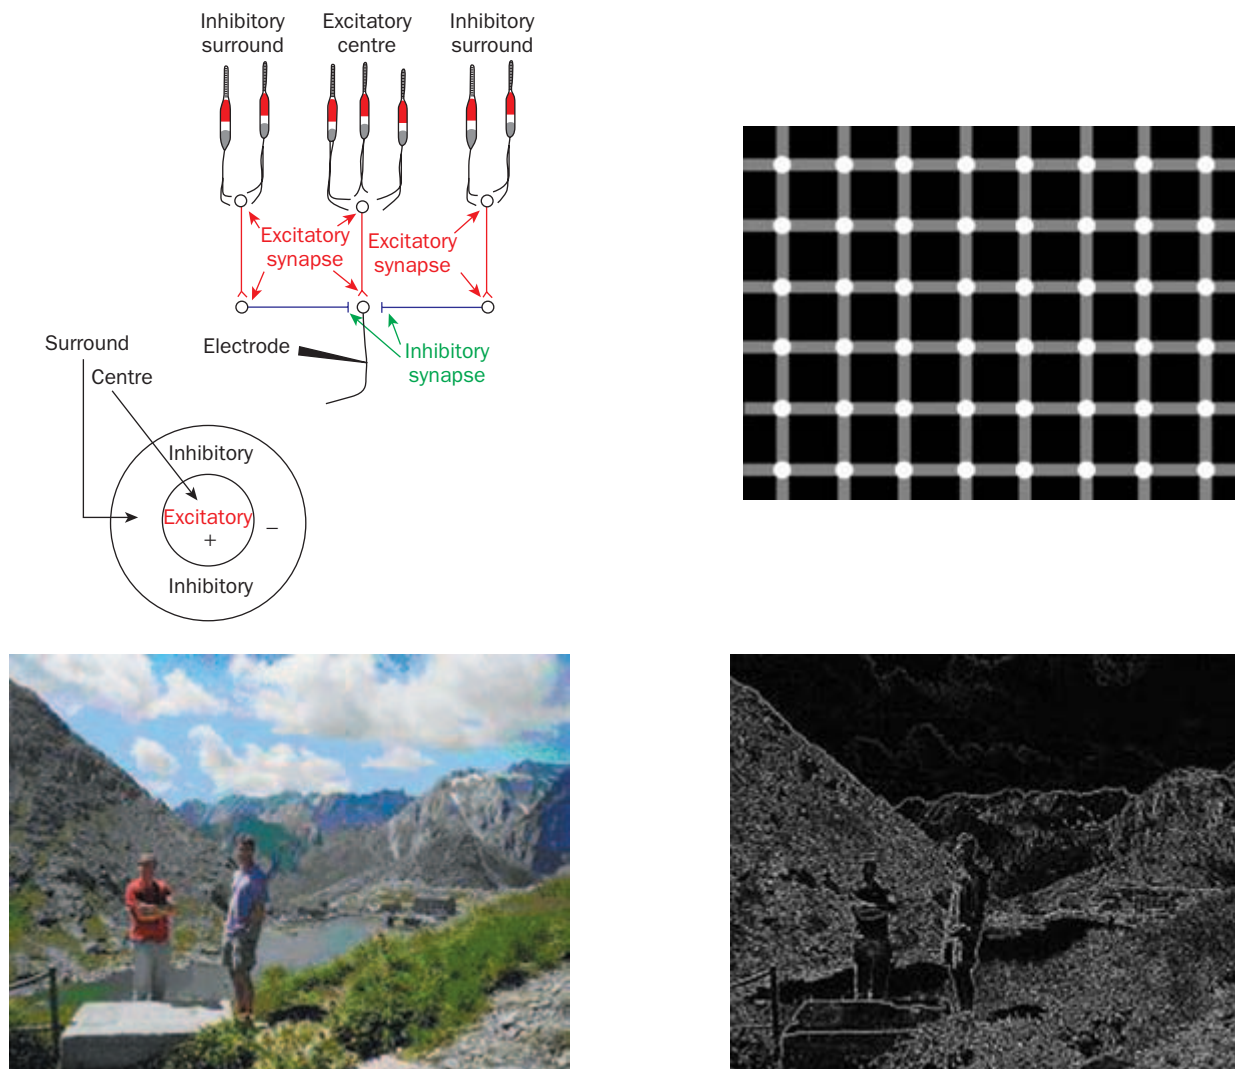 Inhibitory
surround
Excitatory
centre
Inhibitory
surround
Excitatory
synapse
Excitatory
synapse
Electrode
Inhibitory
synapse
Surround
Centre
Inhibitory
Excitatory
+
–
Inhibitory